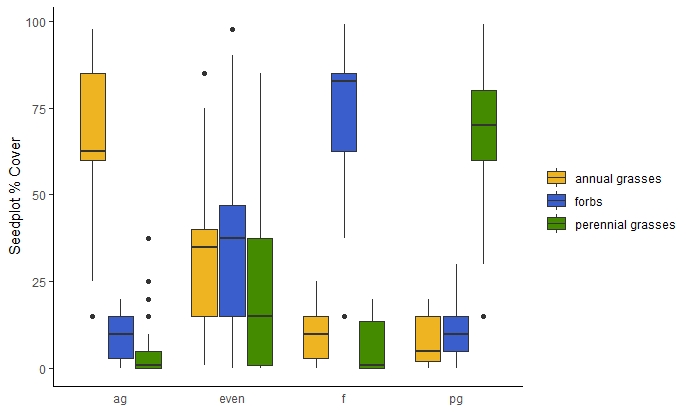 Seedplot % Cover
100
75
50
25
0
ag even f pg
annual grasses
forbs
perennial grasses